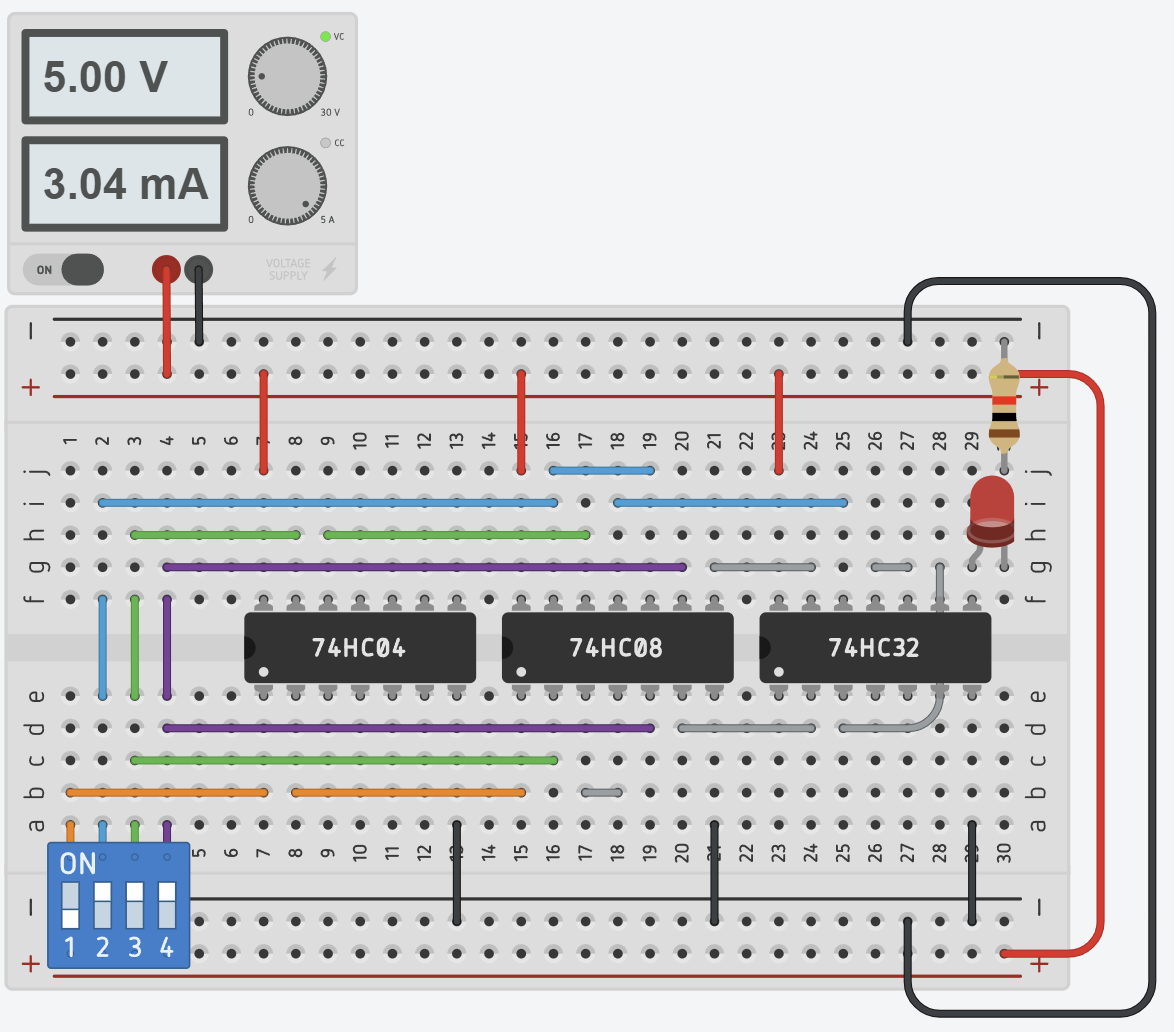 VC
5.00 V
0 30 V
CC
3.04 mA
0 5 A
ON
VOLTAGE
SUPPLY
− −
+ +
1 2 3 4 5 6 7 8 9 10 11 12 13 14 15 16 17 18 19 20 21 22 23 24 25 26 27 28 29
j j
i i
h h
g g
f f
74HC04 74HC08 74HC32
e e
d d
c c
b b
a a
5 6 7 8 9 10 11 12 13 14 15 16 17 18 19 20 21 22 23 24 25 26 27 28 29 30
ON
1 2 3 4
− −
+ +